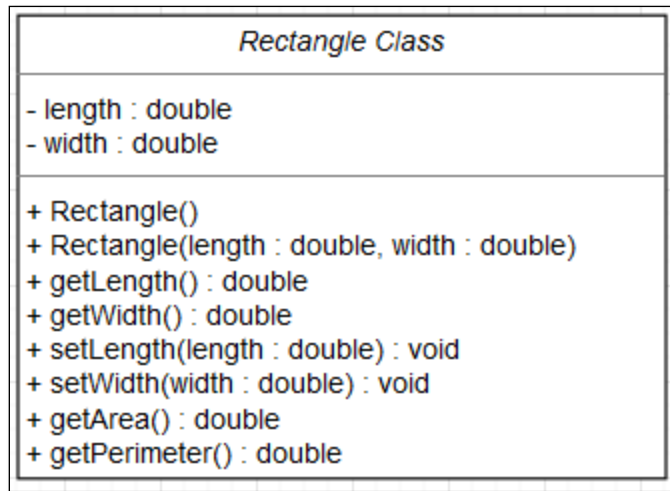 Rectangle Class
- length : double
- width : double
+ Rectangle()
+ Rectangle(length : double, width : double)
+ getLength() : double
+ getWidth() : double
+ setLength(length : double) : void
+ setWidth(width : double) : void
+ getArea() : double
+ getPerimeter() : double